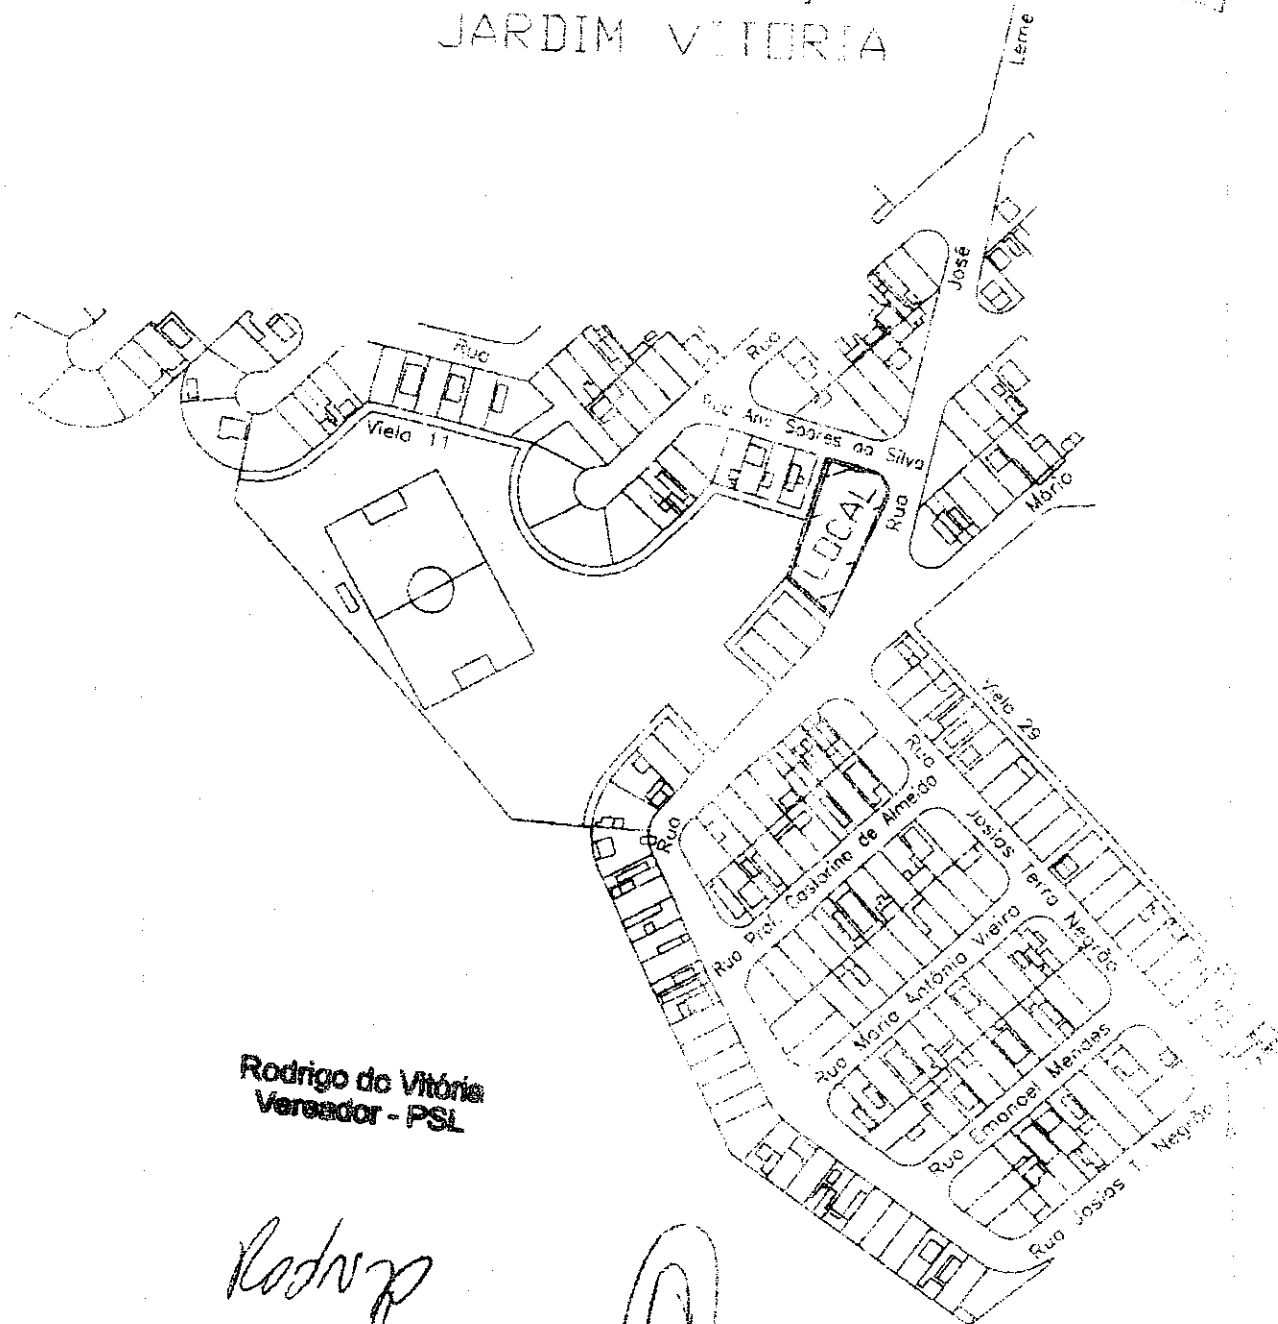 JARDIM VITORIA
Leme
José
Rua
Rua
Viela 11
Rua Ana Soares da Silva
LOCAL
Rua
Mário
Viela 29
Rua
Josias Terra Negrão
Rua
Rua Prof. Castorina de Almeida
Rua Maria Antônia Vieira
Rua Emanoel Mendes
Rua Josias T. Negrão
Rodrigo do Vitória
Vereador - PSL
Rodrigo